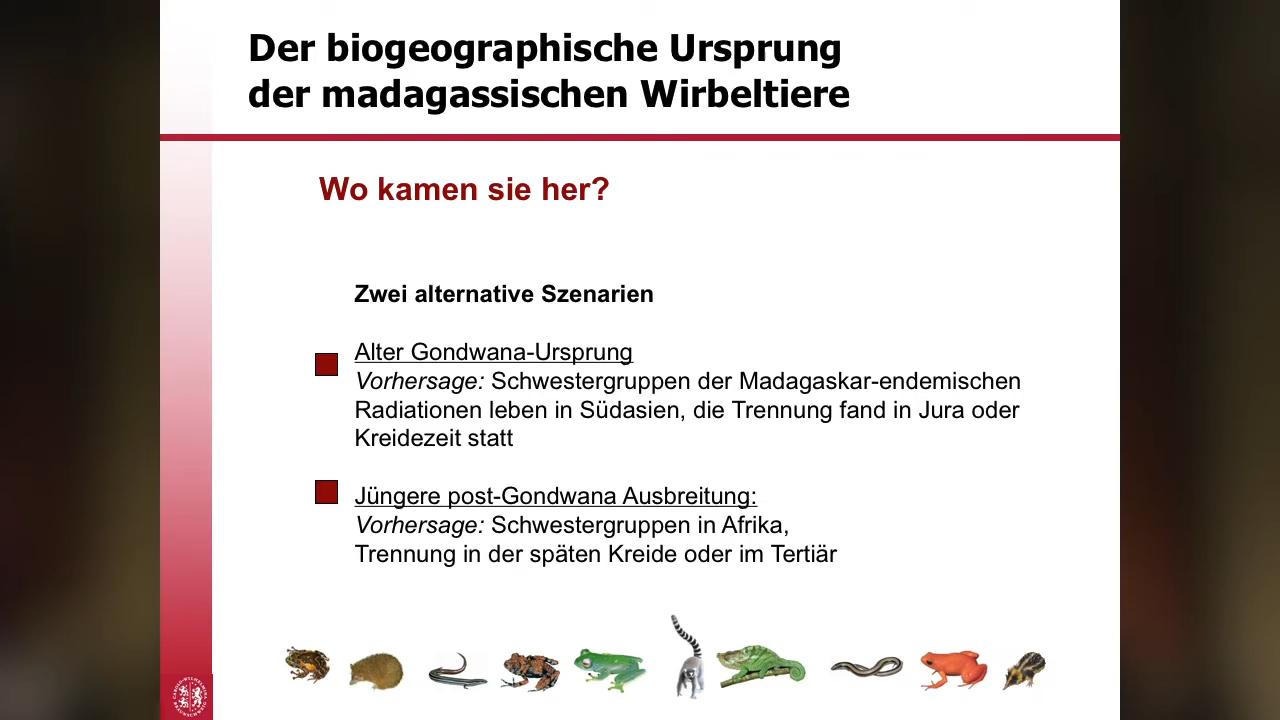 Der biogeographische Ursprung
der madagassischen Wirbeltiere
Wo kamen sie her?
Zwei alternative Szenarien
Alter Gondwana-Ursprung
Vorhersage: Schwestergruppen der Madagaskar-endemischen
Radiationen leben in Südasien, die Trennung fand in Jura oder
Kreidezeit statt
Jüngere post-Gondwana Ausbreitung:
Vorhersage: Schwestergruppen in Afrika,
Trennung in der späten Kreide oder im Tertiär